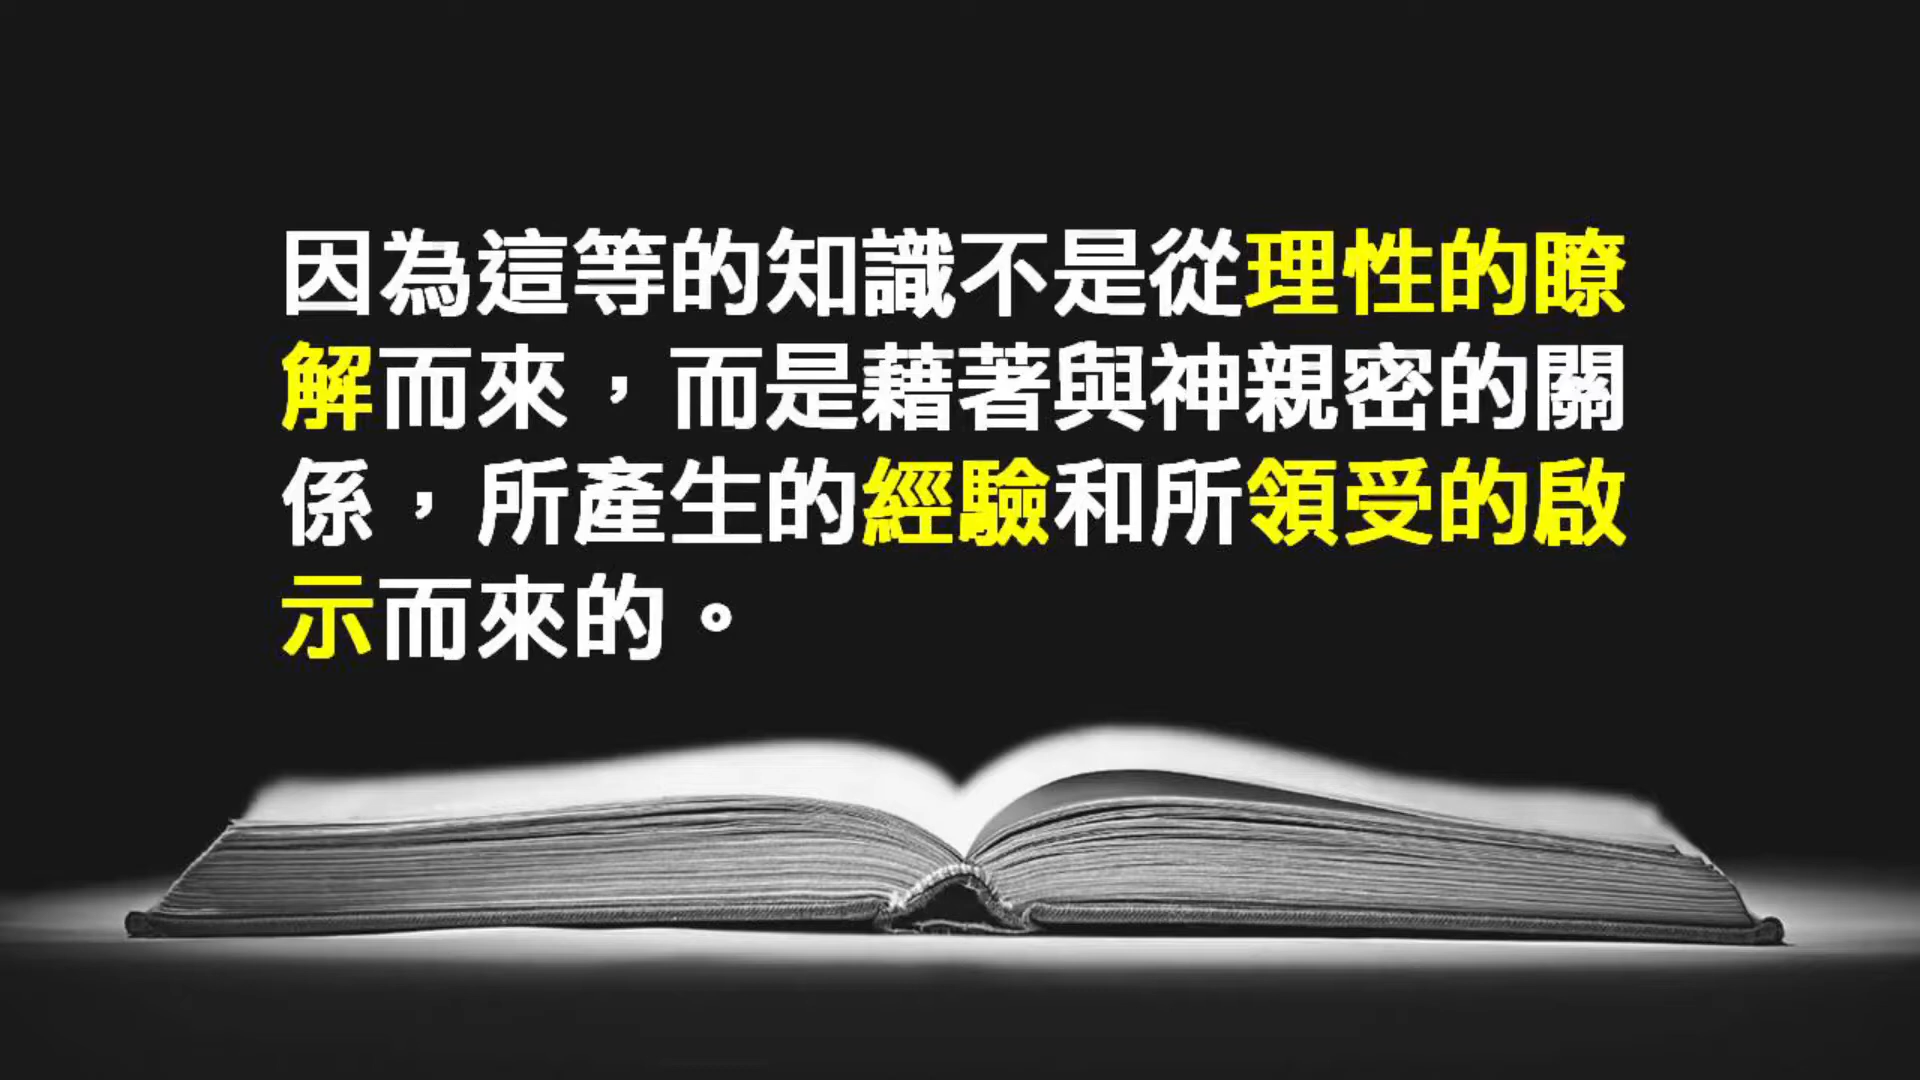 因為這等的知識不是從理性的瞭
解而來，而是藉著與神親密的關
係，所產生的經驗和所領受的啟
示而來的。